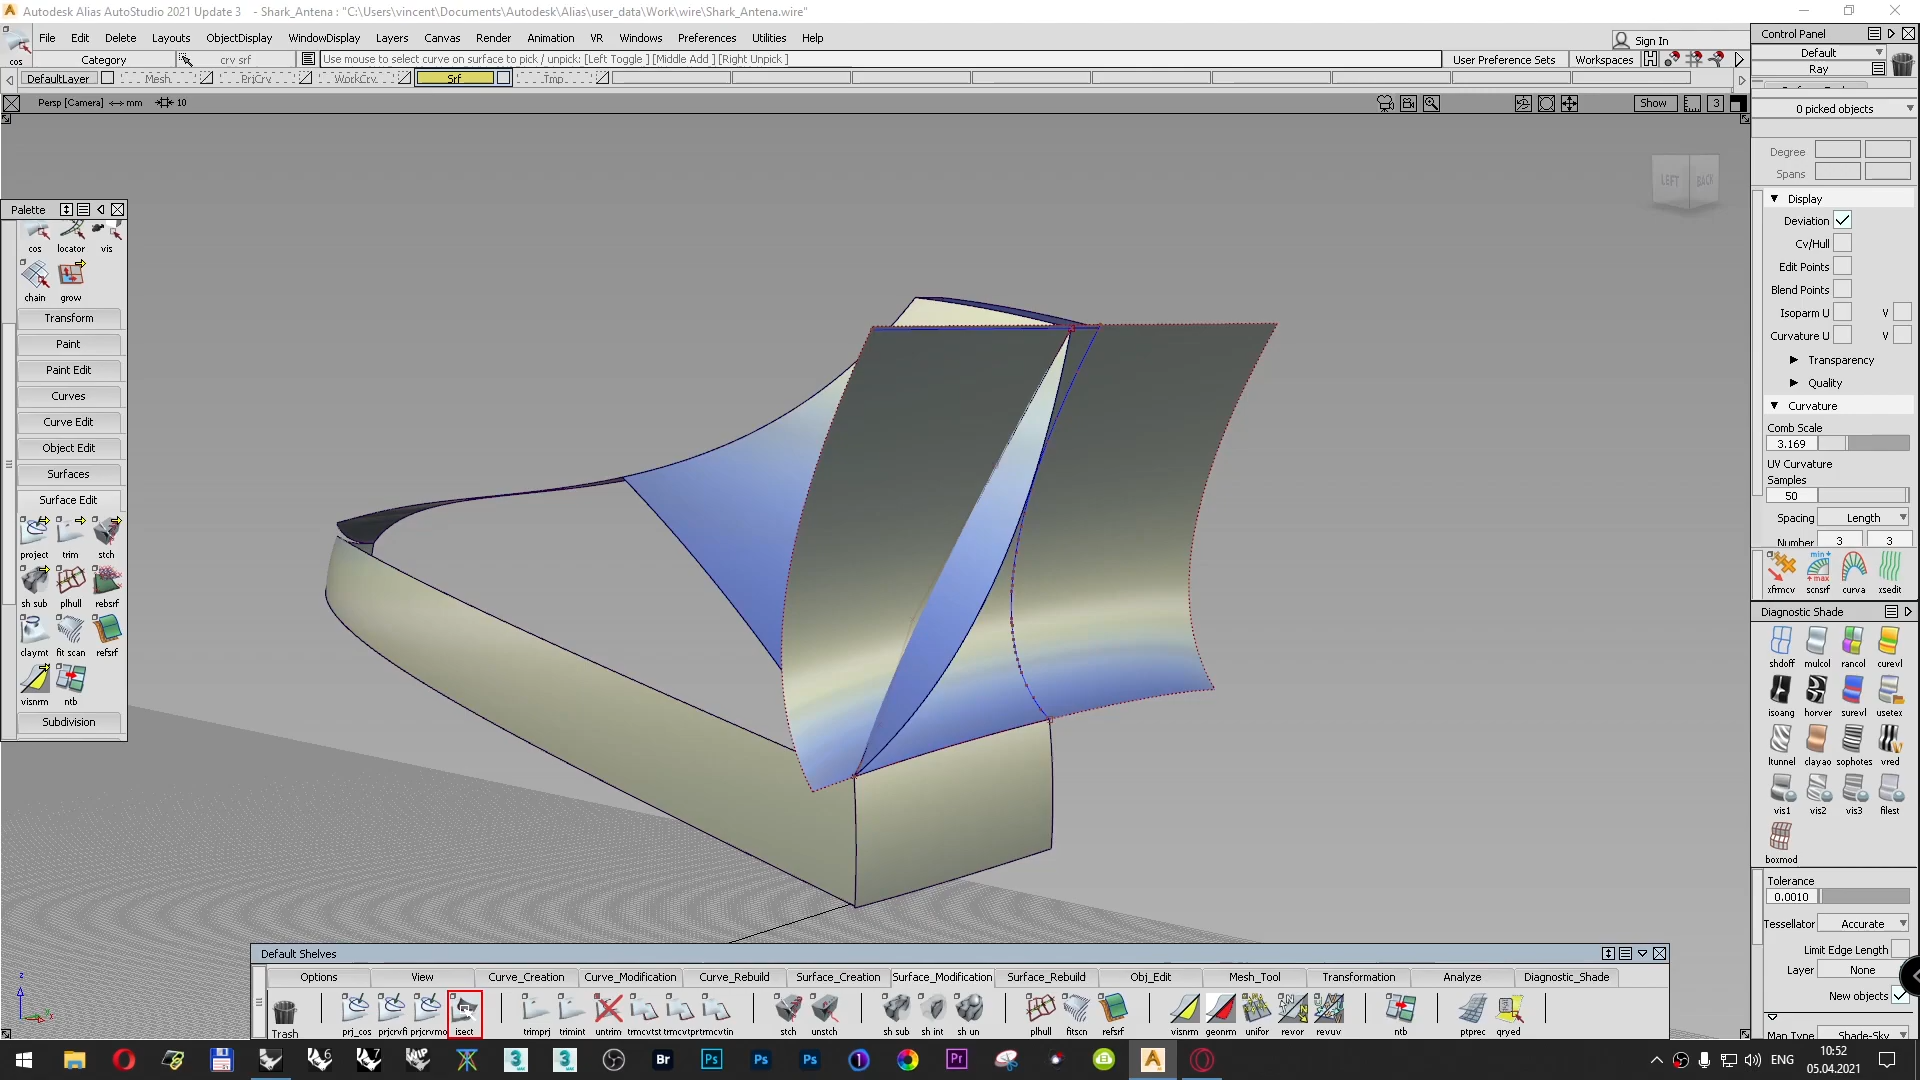 Autodesk Alias AutoStudio 2021 Update 3 - Shark_Antena : "C:\Users\vincent\Documents\Autodesk\Alias\user_data\Work\wire\Shark_Antena.wire"
File Edit Delete Layouts ObjectDisplay WindowDisplay Layers Canvas Render Animation VR Windows Preferences Utilities Help
Sign In
cos Category crv srf Use mouse to select curve on surface to pick / unpick: [Left Toggle ] [Middle Add ] [Right Unpick ] User Preference Sets Workspaces
DefaultLayer Mesh PrjCrv WorkCrv Srf Tmp
Persp [Camera] mm 10 Show 3
LEFT BACK
Palette
cos locator vis
chain grow
Transform
Paint
Paint Edit
Curves
Curve Edit
Object Edit
Surfaces
Surface Edit
project trim stch
sh sub plhull rebsrf
claymt fit scan refsrf
visnrm ntb
Subdivision
Control Panel
Default
Ray
0 picked objects
Degree
Spans
Display
Deviation
Cv/Hull
Edit Points
Blend Points
Isoparm U V
Curvature U V
Transparency
Quality
Curvature
Comb Scale
3.169
UV Curvature
Samples
50
Spacing Length
Number 3 3
xfrmcv scnsrf curva xsedit
Diagnostic Shade
shdoff mulcol rancol curevl
isoang horver surevl usetex
ltunnel clayao sophotes vred
vis1 vis2 vis3 filest
boxmod
Tolerance
0.0010
Tessellator Accurate
Limit Edge Length
Layer None
New objects
Map Type Shade-Sky
Default Shelves
Options View Curve_Creation Curve_Modification Curve_Rebuild Surface_Creation Surface_Modification Surface_Rebuild Obj_Edit Mesh_Tool Transformation Analyze Diagnostic_Shade
Trash prj_cos prjcrvfi prjcrvmo isect trimprj trimint untrim trmcvtst trmcvtpr trmcvtin stch unstch sh sub sh int sh un plhull fitscn refsrf visnrm geonrm unifor revor revuv ntb ptprec qryed
z
x
Br Ps Ps Ps Pr ENG
10:52
05.04.2021